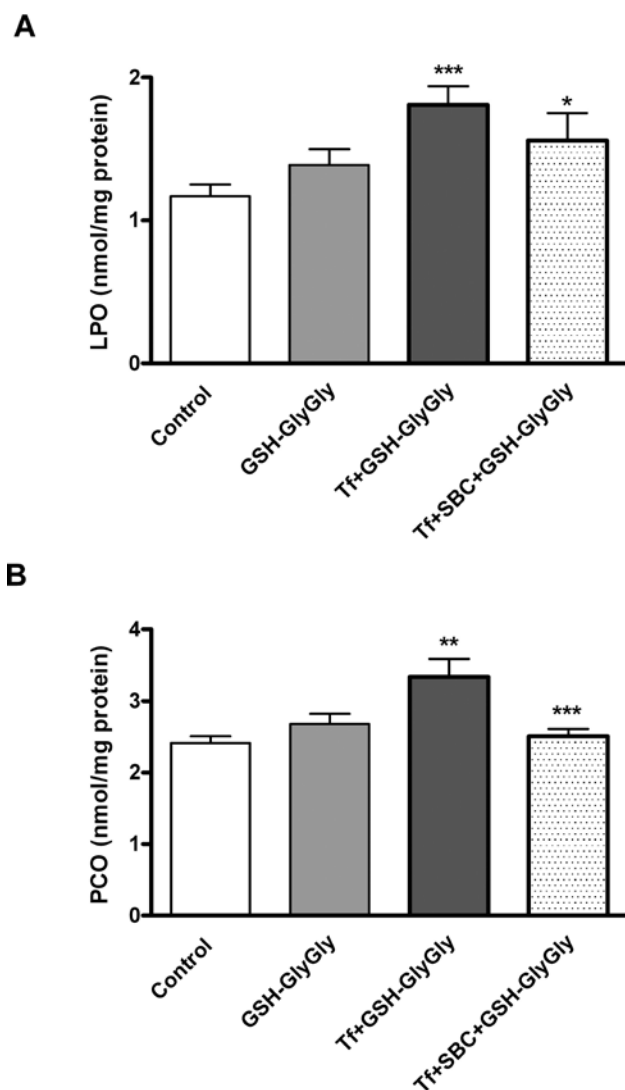 A
LPO (nmol/mg protein)
2
1
0
***
*
Control
GSH-GlyGly
Tf+GSH-GlyGly
Tf+SBC+GSH-GlyGly
B
PCO (nmol/mg protein)
4
3
2
1
0
**
***
Control
GSH-GlyGly
Tf+GSH-GlyGly
Tf+SBC+GSH-GlyGly